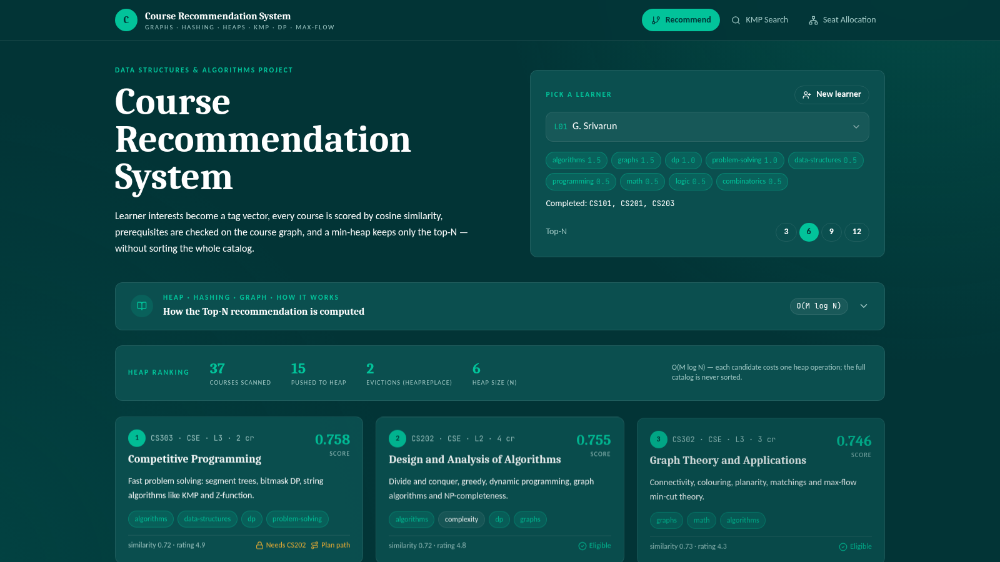 C
Course Recommendation System
GRAPHS · HASHING · HEAPS · KMP · DP · MAX-FLOW
Recommend
KMP Search
Seat Allocation
DATA STRUCTURES & ALGORITHMS PROJECT
Course
Recommendation
System
Learner interests become a tag vector, every course is scored by cosine similarity,
prerequisites are checked on the course graph, and a min-heap keeps only the top-N —
without sorting the whole catalog.
PICK A LEARNER
New learner
L01 G. Srivarun
algorithms 1.5 graphs 1.5 dp 1.0 problem-solving 1.0 data-structures 0.5
programming 0.5 math 0.5 logic 0.5 combinatorics 0.5
Completed: CS101, CS201, CS203
Top-N 3 6 9 12
HEAP · HASHING · GRAPH · HOW IT WORKS
How the Top-N recommendation is computed
O(M log N)
HEAP RANKING
37
COURSES SCANNED
15
PUSHED TO HEAP
2
EVICTIONS (HEAPREPLACE)
6
HEAP SIZE (N)
O(M log N) — each candidate costs one heap operation; the full
catalog is never sorted.
1 CS303 · CSE · L3 · 2 cr
0.758
SCORE
Competitive Programming
Fast problem solving: segment trees, bitmask DP, string
algorithms like KMP and Z-function.
algorithms data-structures dp problem-solving
similarity 0.72 · rating 4.9 Needs CS202 Plan path
2 CS202 · CSE · L2 · 4 cr
0.755
SCORE
Design and Analysis of Algorithms
Divide and conquer, greedy, dynamic programming, graph
algorithms and NP-completeness.
algorithms complexity dp graphs
similarity 0.72 · rating 4.8 Eligible
3 CS302 · CSE · L3 · 3 cr
0.746
SCORE
Graph Theory and Applications
Connectivity, colouring, planarity, matchings and max-flow
min-cut theory.
graphs math algorithms
similarity 0.73 · rating 4.3 Eligible